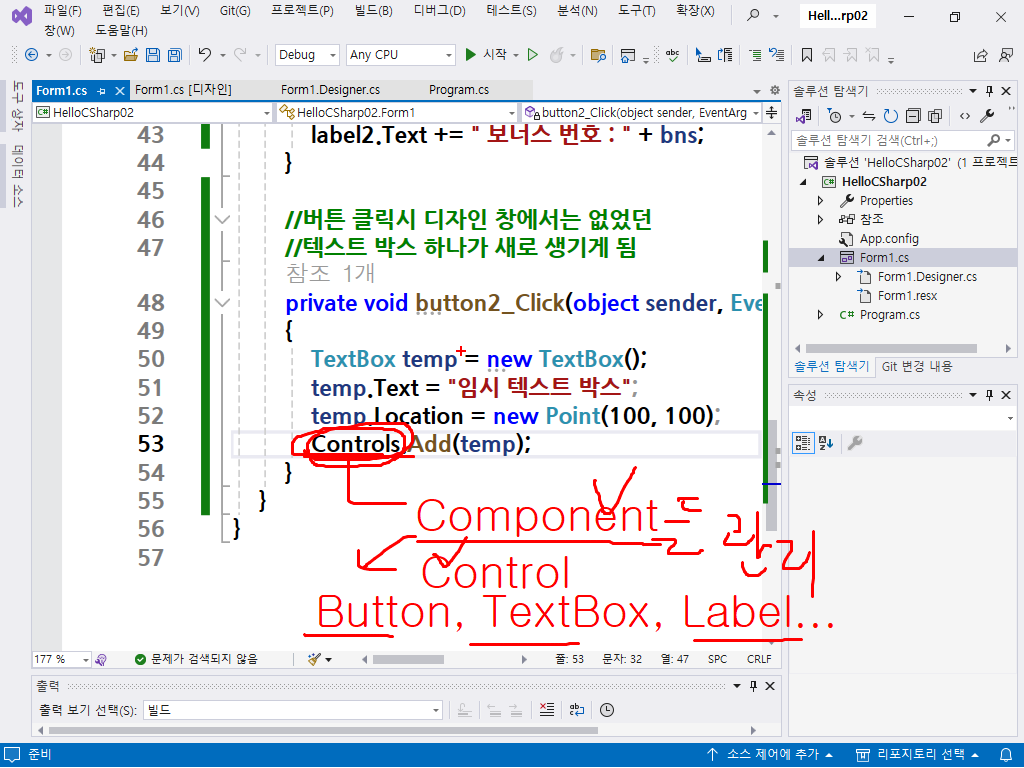 파일(F) 편집(E) 보기(V) Git(G) 프로젝트(P) 빌드(B) 디버그(D) 테스트(S) 분석(N) 도구(T) 확장(X)
창(W) 도움말(H)
Hell...rp02
Debug Any CPU 시작
도구 상자
데이터 소스
Form1.cs Form1.cs [디자인] Form1.Designer.cs Program.cs
HelloCSharp02 HelloCSharp02.Form1 button2_Click(object sender, EventArg
43 label2.Text += " 보너스 번호 : " + bns;
44 }
45
46 //버튼 클릭시 디자인 창에서는 없었던
47 //텍스트 박스 하나가 새로 생기게 됨
참조 1개
48 private void button2_Click(object sender, Eve
49 {
50 TextBox temp = new TextBox();
51 temp.Text = "임시 텍스트 박스";
52 temp.Location = new Point(100, 100);
53 Controls.Add(temp);
54 }
55 }
56 }
57
Component들 관리
Control
Button, TextBox, Label...
177 % 문제가 검색되지 않음 줄: 53 문자: 32 열: 47 SPC CRLF
출력
출력 보기 선택(S): 빌드
솔루션 탐색기
솔루션 탐색기 검색(Ctrl+;)
솔루션 'HelloCSharp02' (1 프로젝트
HelloCSharp02
Properties
참조
App.config
Form1.cs
Form1.Designer.cs
Form1.resx
Program.cs
솔루션 탐색기 Git 변경 내용
속성
준비 소스 제어에 추가 리포지토리 선택